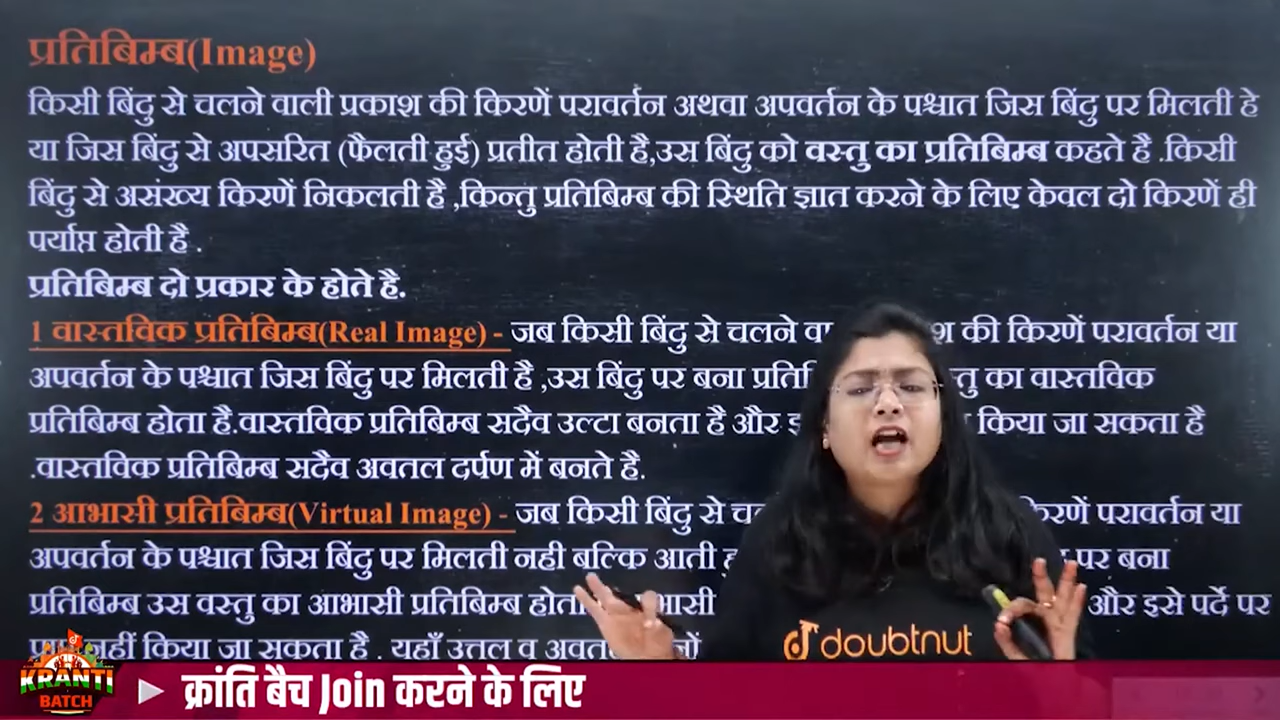 प्रतिबिम्ब(Image)
किसी बिंदु से चलने वाली प्रकाश की किरणें परावर्तन अथवा अपवर्तन के पश्चात जिस बिंदु पर मिलती हे
या जिस बिंदु से अपसरित (फैलती हुई) प्रतीत होती है,उस बिंदु को वस्तु का प्रतिबिम्ब कहते है .किसी
बिंदु से असंख्य किरणें निकलती है ,किन्तु प्रतिबिम्ब की स्थिति ज्ञात करने के लिए केवल दो किरणें ही
पर्याप्त होती है .
प्रतिबिम्ब दो प्रकार के होते है.
1 वास्तविक प्रतिबिम्ब(Real Image) - जब किसी बिंदु से चलने की किरणें परावर्तन या
अपवर्तन के पश्चात जिस बिंदु पर मिलती है ,उस बिंदु पर बना का वास्तविक
प्रतिबिम्ब होता है.वास्तविक प्रतिबिम्ब सदैव उल्टा बनता है और किया जा सकता है
.वास्तविक प्रतिबिम्ब सदैव अवतल दर्पण में बनते है.
2 आभासी प्रतिबिम्ब(Virtual Image) - जब किसी बिंदु से परावर्तन या
अपवर्तन के पश्चात जिस बिंदु पर मिलती नही बल्कि आती पर बना
प्रतिबिम्ब उस वस्तु का आभासी प्रतिबिम्ब और इसे पर्दे पर
नहीं किया जा सकता है . यहाँ उत्तल व
doubtnut
KRANTI
BATCH
क्रांति बैच Join करने के लिए